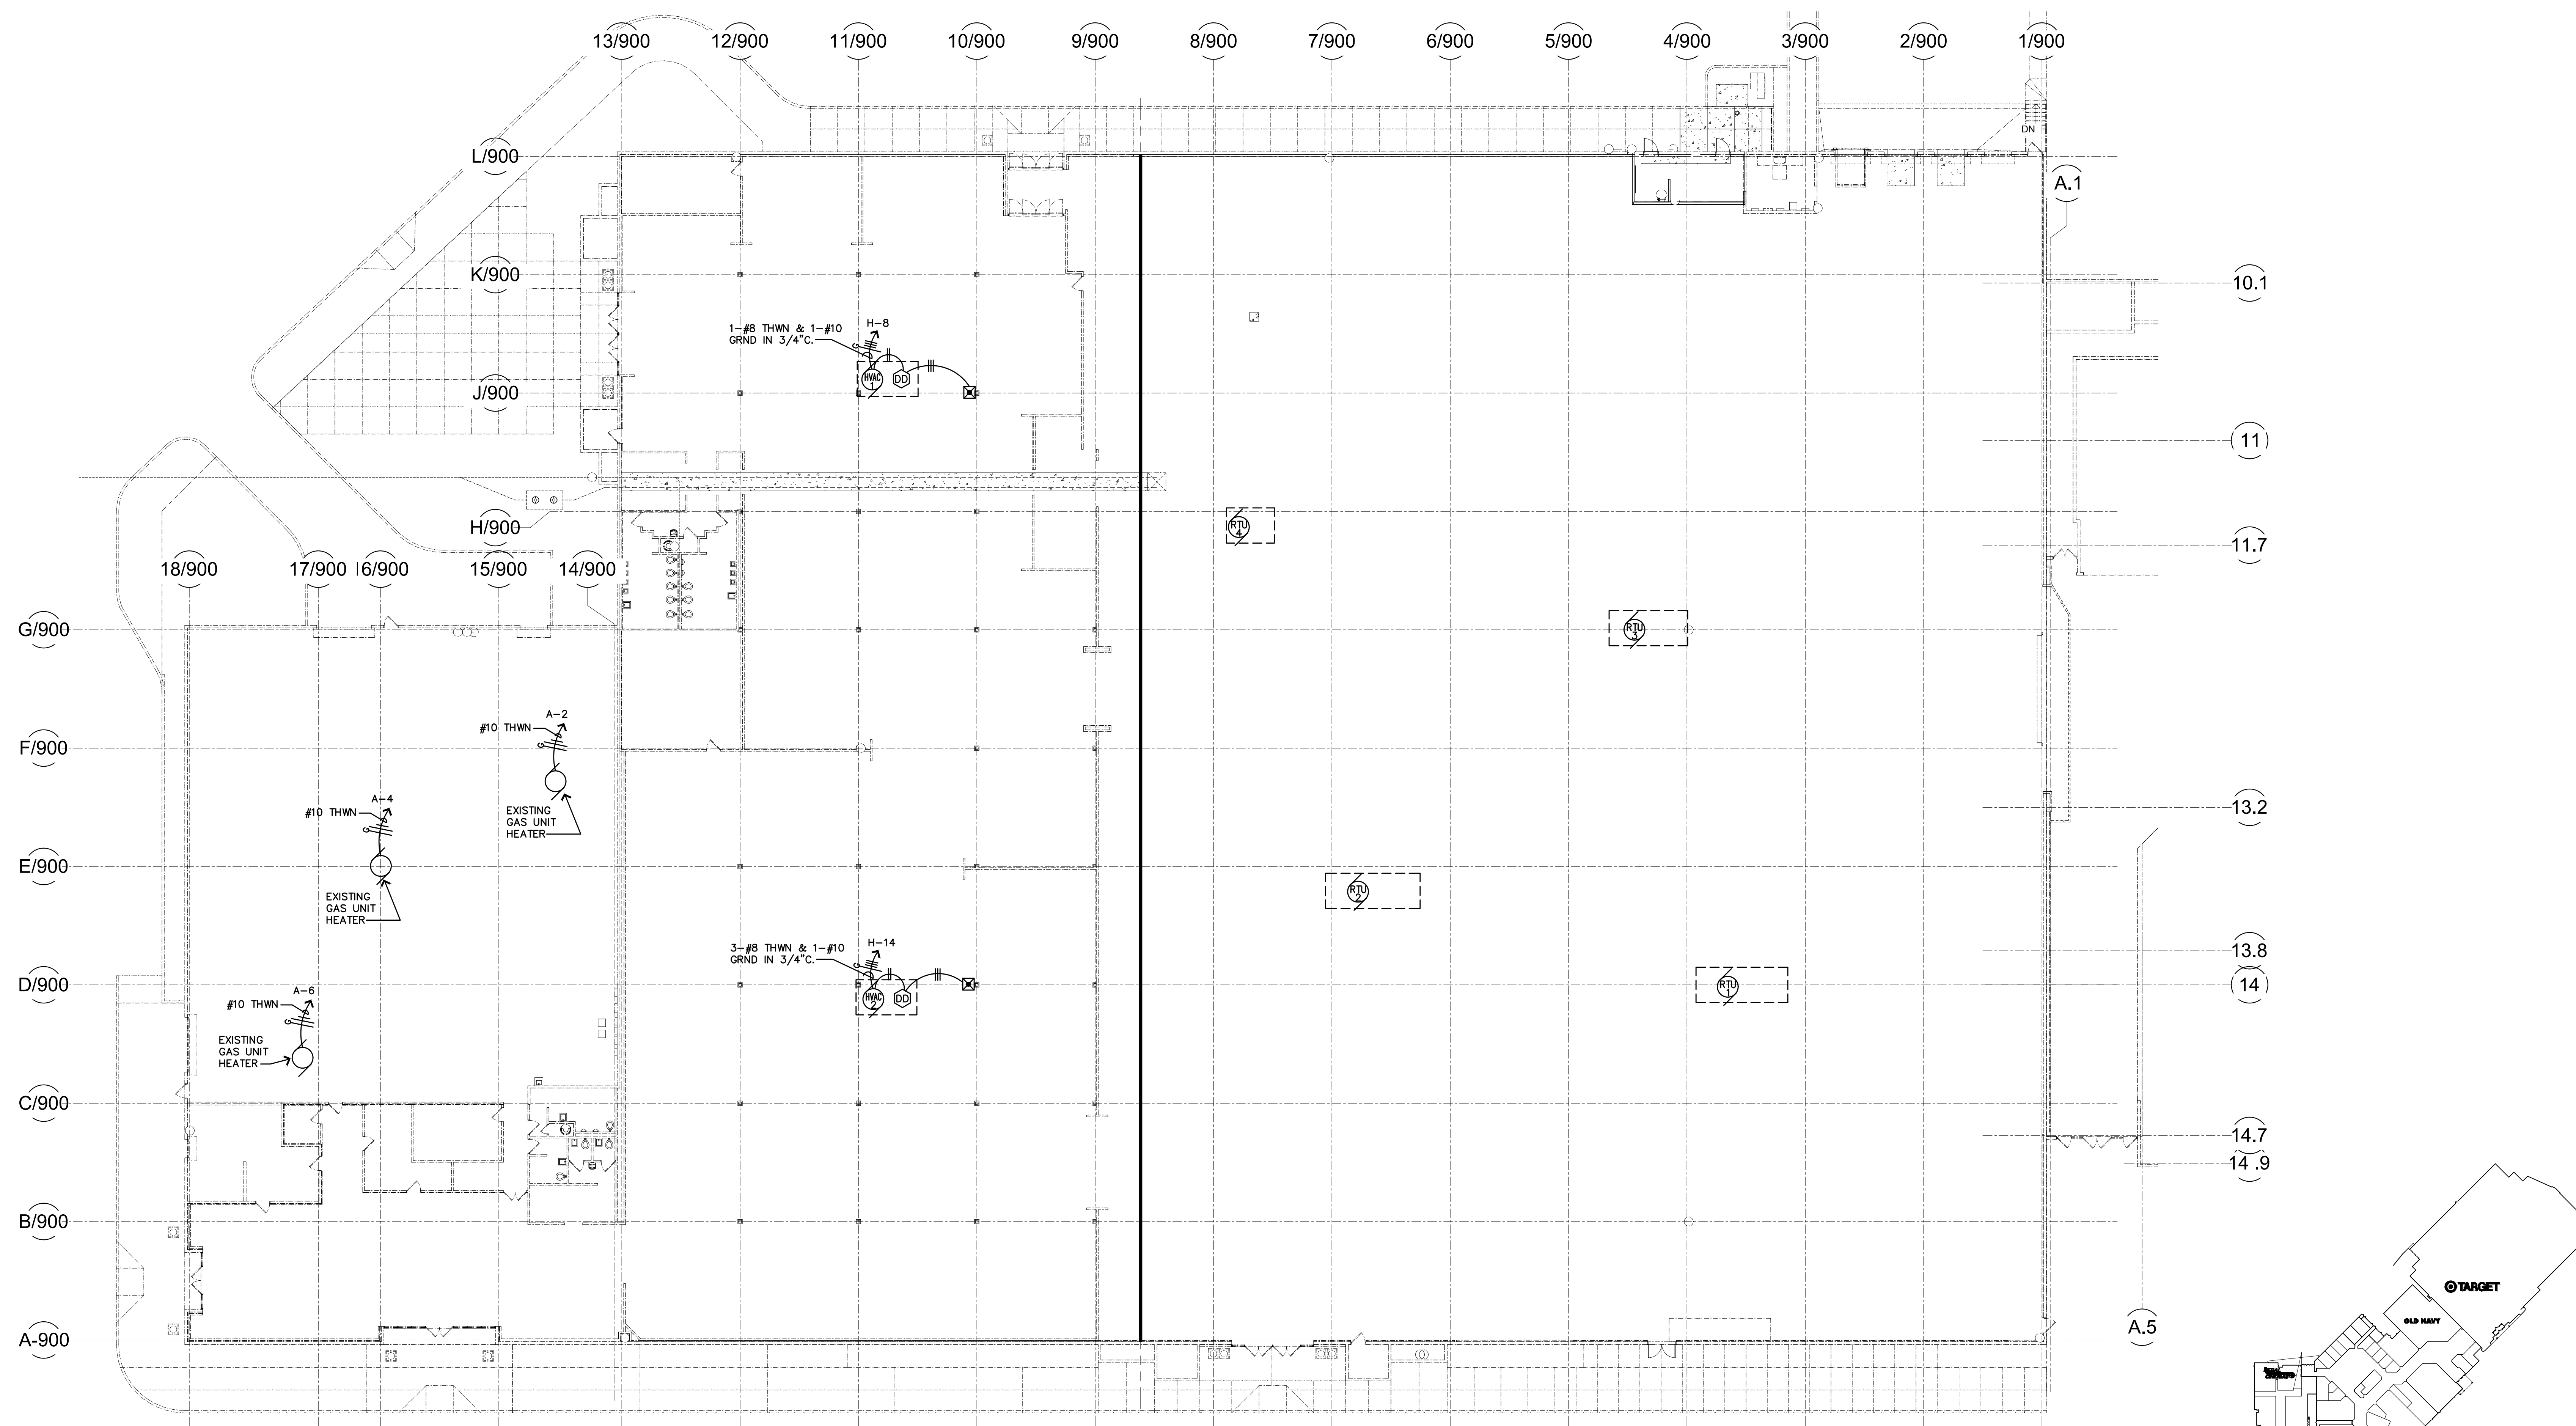 13/900 12/900 11/900 10/900 9/900 8/900 7/900 6/900 5/900 4/900 3/900 2/900 1/900
DN
L/900
A.1
K/900
10.1
1-#8 THWN & 1-#10
GRND IN 3/4"C.
H-8
G
HVAC
1
DD
J/900
11
H/900
RTU
4
11.7
18/900 17/900 16/900 15/900 14/900
G/900
RTU
3
A-2
#10 THWN
G
F/900
EXISTING
GAS UNIT
HEATER
A-4
#10 THWN
G
13.2
E/900
EXISTING
GAS UNIT
HEATER
RTU
2
3-#8 THWN & 1-#10
GRND IN 3/4"C.
H-14
G
HVAC
2
DD
13.8
D/900
RTU
1
14
A-6
#10 THWN
G
EXISTING
GAS UNIT
HEATER
C/900
14.7
14 .9
B/900
A-900
A.5
TARGET
OLD NAVY